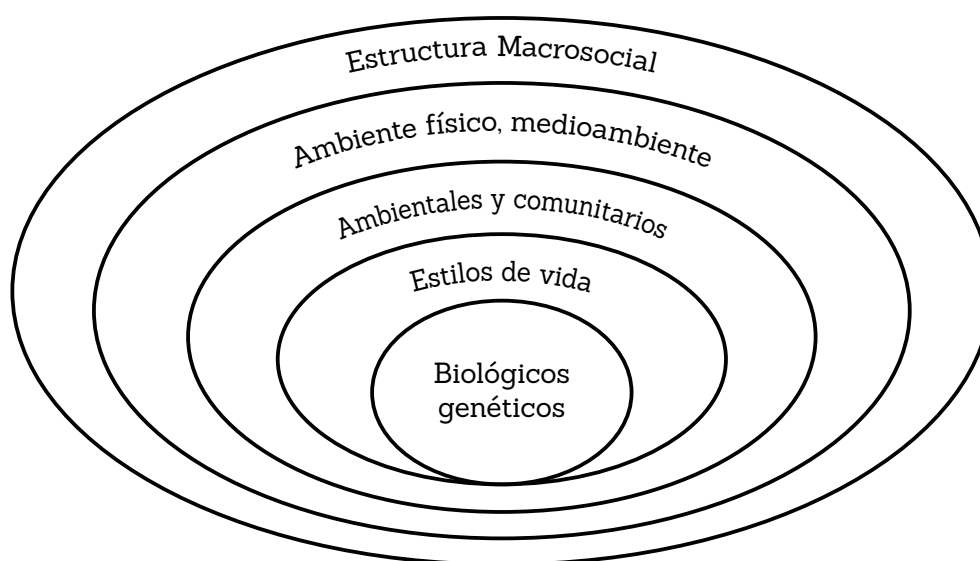 Estructura Macrosocial
Ambiente físico, medioambiente
Ambientales y comunitarios
Estilos de vida
Biológicos
genéticos